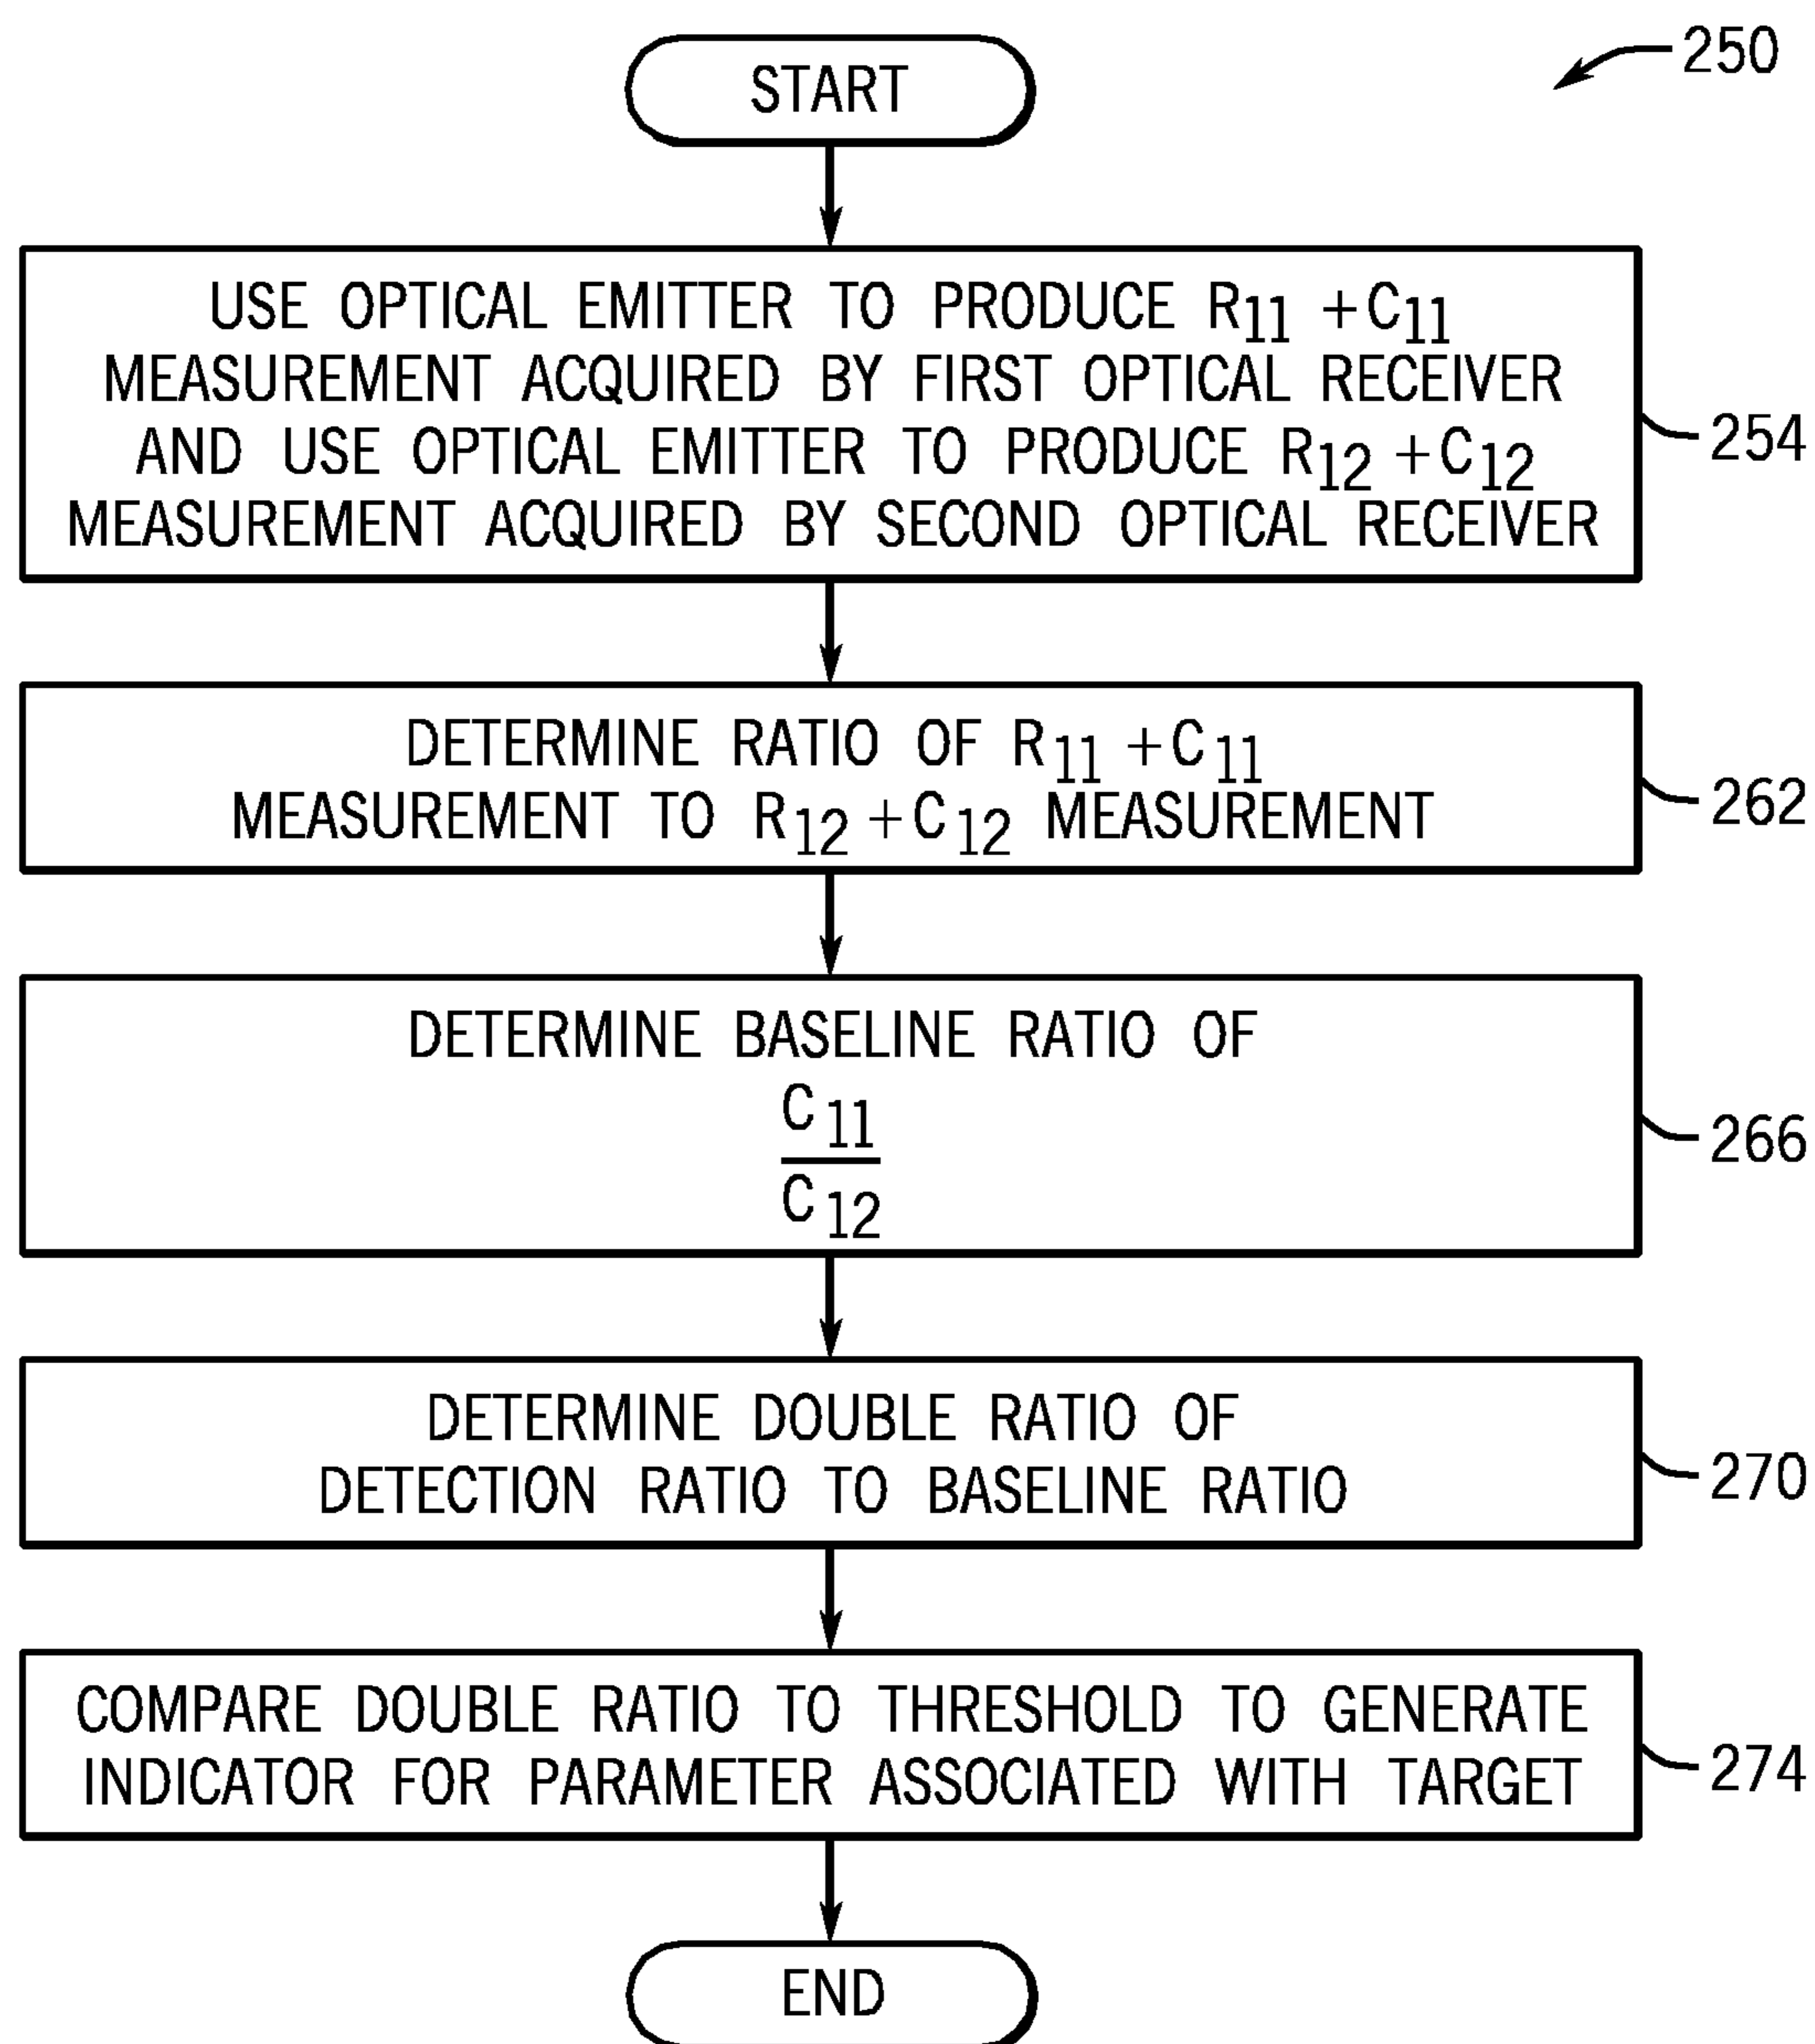 250
START
USE OPTICAL EMITTER TO PRODUCE R11 +C11
MEASUREMENT ACQUIRED BY FIRST OPTICAL RECEIVER
AND USE OPTICAL EMITTER TO PRODUCE R12 +C12
MEASUREMENT ACQUIRED BY SECOND OPTICAL RECEIVER
254
DETERMINE RATIO OF R11 +C11
MEASUREMENT TO R12 +C12 MEASUREMENT
262
DETERMINE BASELINE RATIO OF
C11
C12
266
DETERMINE DOUBLE RATIO OF
DETECTION RATIO TO BASELINE RATIO
270
COMPARE DOUBLE RATIO TO THRESHOLD TO GENERATE
INDICATOR FOR PARAMETER ASSOCIATED WITH TARGET
274
END